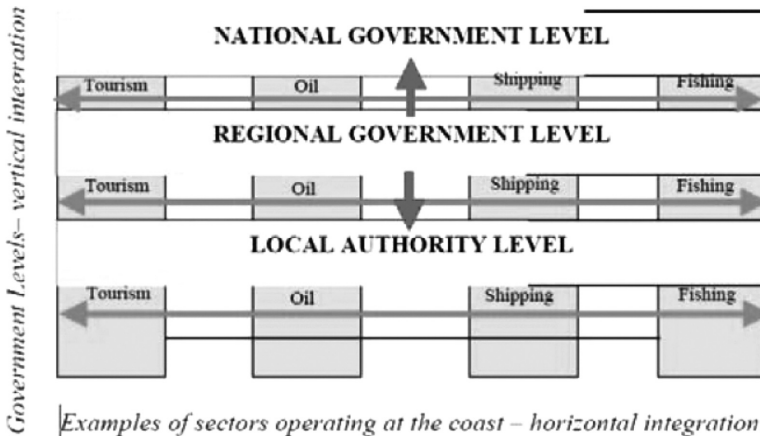 Government Levels– vertical integration
NATIONAL GOVERNMENT LEVEL
Tourism Oil Shipping Fishing
REGIONAL GOVERNMENT LEVEL
Tourism Oil Shipping Fishing
LOCAL AUTHORITY LEVEL
Tourism Oil Shipping Fishing
Examples of sectors operating at the coast – horizontal integration